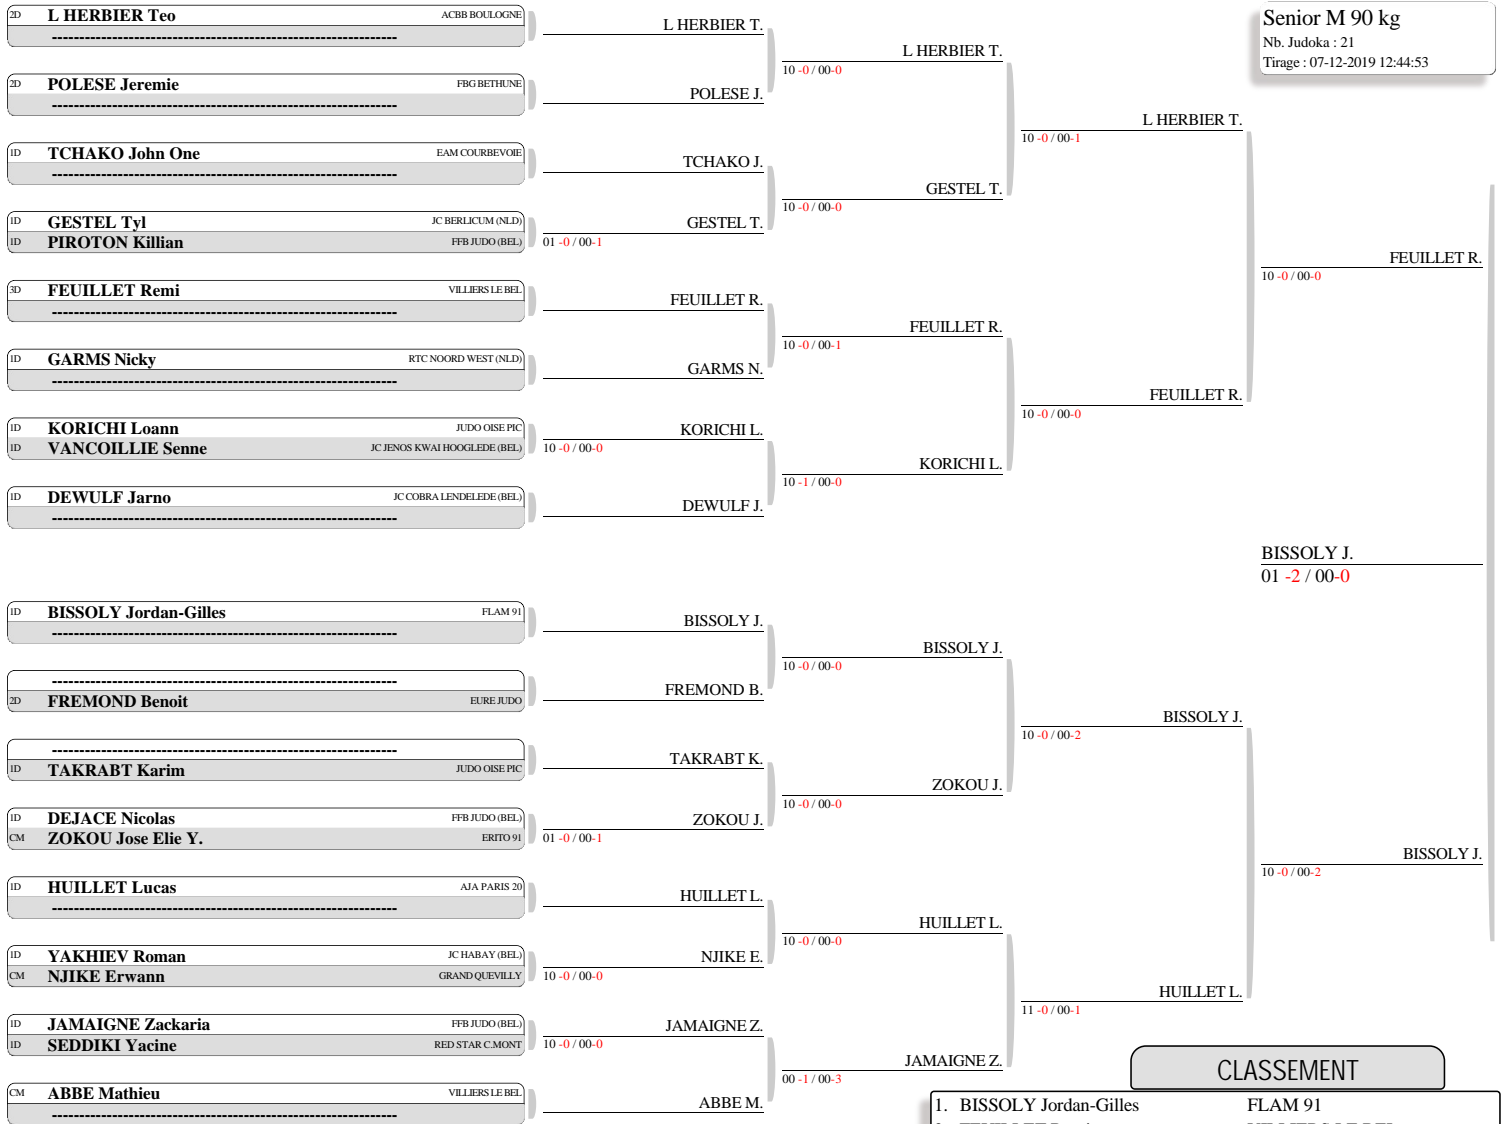 Senior M 90 kg
Nb. Judoka : 21
Tirage : 07-12-2019 12:44:53
2D L HERBIER Teo ACBB BOULOGNE
----------------------------------------------------------------
2D POLESE Jeremie FBG BETHUNE
----------------------------------------------------------------
1D TCHAKO John One EAM COURBEVOIE
----------------------------------------------------------------
1D GESTEL Tyl JC BERLICUM (NLD)
1D PIROTON Killian FFB JUDO (BEL)
3D FEUILLET Remi VILLIERS LE BEL
----------------------------------------------------------------
1D GARMS Nicky RTC NOORD WEST (NLD)
----------------------------------------------------------------
1D KORICHI Loann JUDO OISE PIC
1D VANCOILLIE Senne JC JENOS KWAI HOOGLEDE (BEL)
1D DEWULF Jarno JC COBRA LENDELEDE (BEL)
----------------------------------------------------------------
1D BISSOLY Jordan-Gilles FLAM 91
----------------------------------------------------------------
----------------------------------------------------------------
2D FREMOND Benoit EURE JUDO
----------------------------------------------------------------
1D TAKRABT Karim JUDO OISE PIC
1D DEJACE Nicolas FFB JUDO (BEL)
CM ZOKOU Jose Elie Y. ERITO 91
1D HUILLET Lucas AJA PARIS 20
----------------------------------------------------------------
1D YAKHIEV Roman JC HABAY (BEL)
CM NJIKE Erwann GRAND QUEVILLY
1D JAMAIGNE Zackaria FFB JUDO (BEL)
1D SEDDIKI Yacine RED STAR C.MONT
CM ABBE Mathieu VILLIERS LE BEL
----------------------------------------------------------------
L HERBIER T.
POLESE J.
TCHAKO J.
GESTEL T.
01 -0 / 00-1
FEUILLET R.
GARMS N.
KORICHI L.
10 -0 / 00-0
DEWULF J.
BISSOLY J.
FREMOND B.
TAKRABT K.
ZOKOU J.
01 -0 / 00-1
HUILLET L.
NJIKE E.
10 -0 / 00-0
JAMAIGNE Z.
10 -0 / 00-0
ABBE M.
L HERBIER T.
10 -0 / 00-0
GESTEL T.
10 -0 / 00-0
FEUILLET R.
10 -0 / 00-1
KORICHI L.
10 -1 / 00-0
BISSOLY J.
10 -0 / 00-0
ZOKOU J.
10 -0 / 00-0
HUILLET L.
10 -0 / 00-0
JAMAIGNE Z.
00 -1 / 00-3
L HERBIER T.
10 -0 / 00-1
FEUILLET R.
10 -0 / 00-0
BISSOLY J.
10 -0 / 00-2
HUILLET L.
11 -0 / 00-1
FEUILLET R.
10 -0 / 00-0
BISSOLY J.
10 -0 / 00-2
BISSOLY J.
01 -2 / 00-0
CLASSEMENT
1. BISSOLY Jordan-Gilles FLAM 91